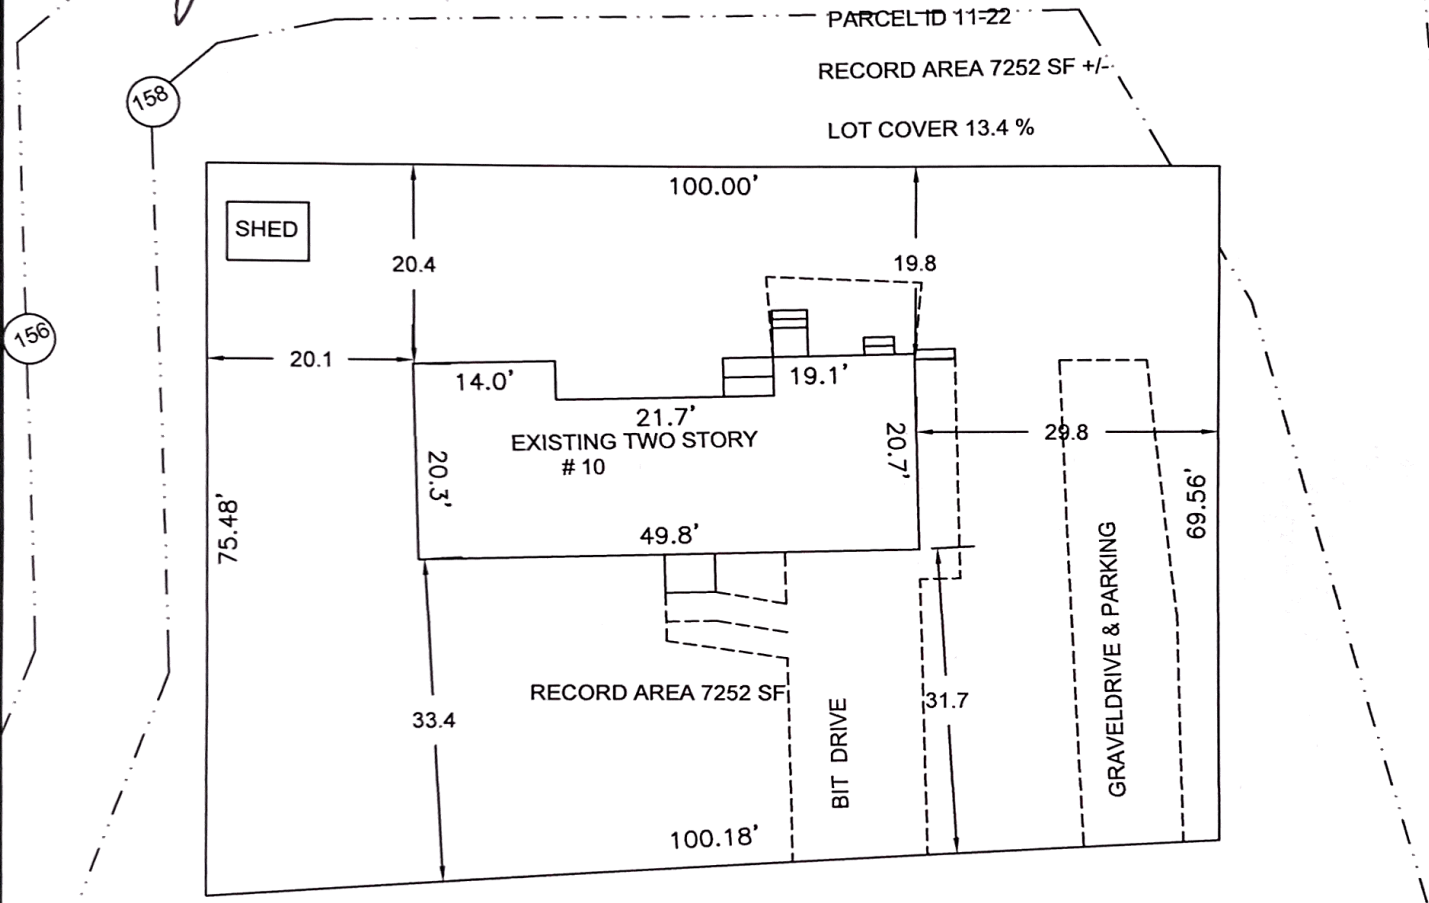 PARCEL ID 11-22
RECORD AREA 7252 SF +/-
158
LOT COVER 13.4 %
100.00'
SHED
20.4
19.8
156
20.1
14.0'
19.1'
21.7'
EXISTING TWO STORY
# 10
20.3'
20.7'
29.8
75.48'
69.56'
49.8'
GRAVELDRIVE & PARKING
RECORD AREA 7252 SF
33.4
31.7
BIT DRIVE
100.18'